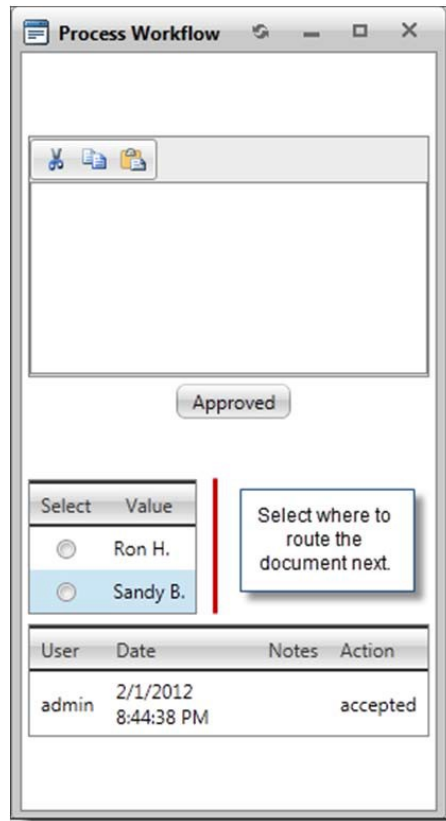 Process Workflow
Approved
Select Value
Ron H.
Sandy B.
Select where to
route the
document next.
User Date Notes Action
admin 2/1/2012 accepted
8:44:38 PM